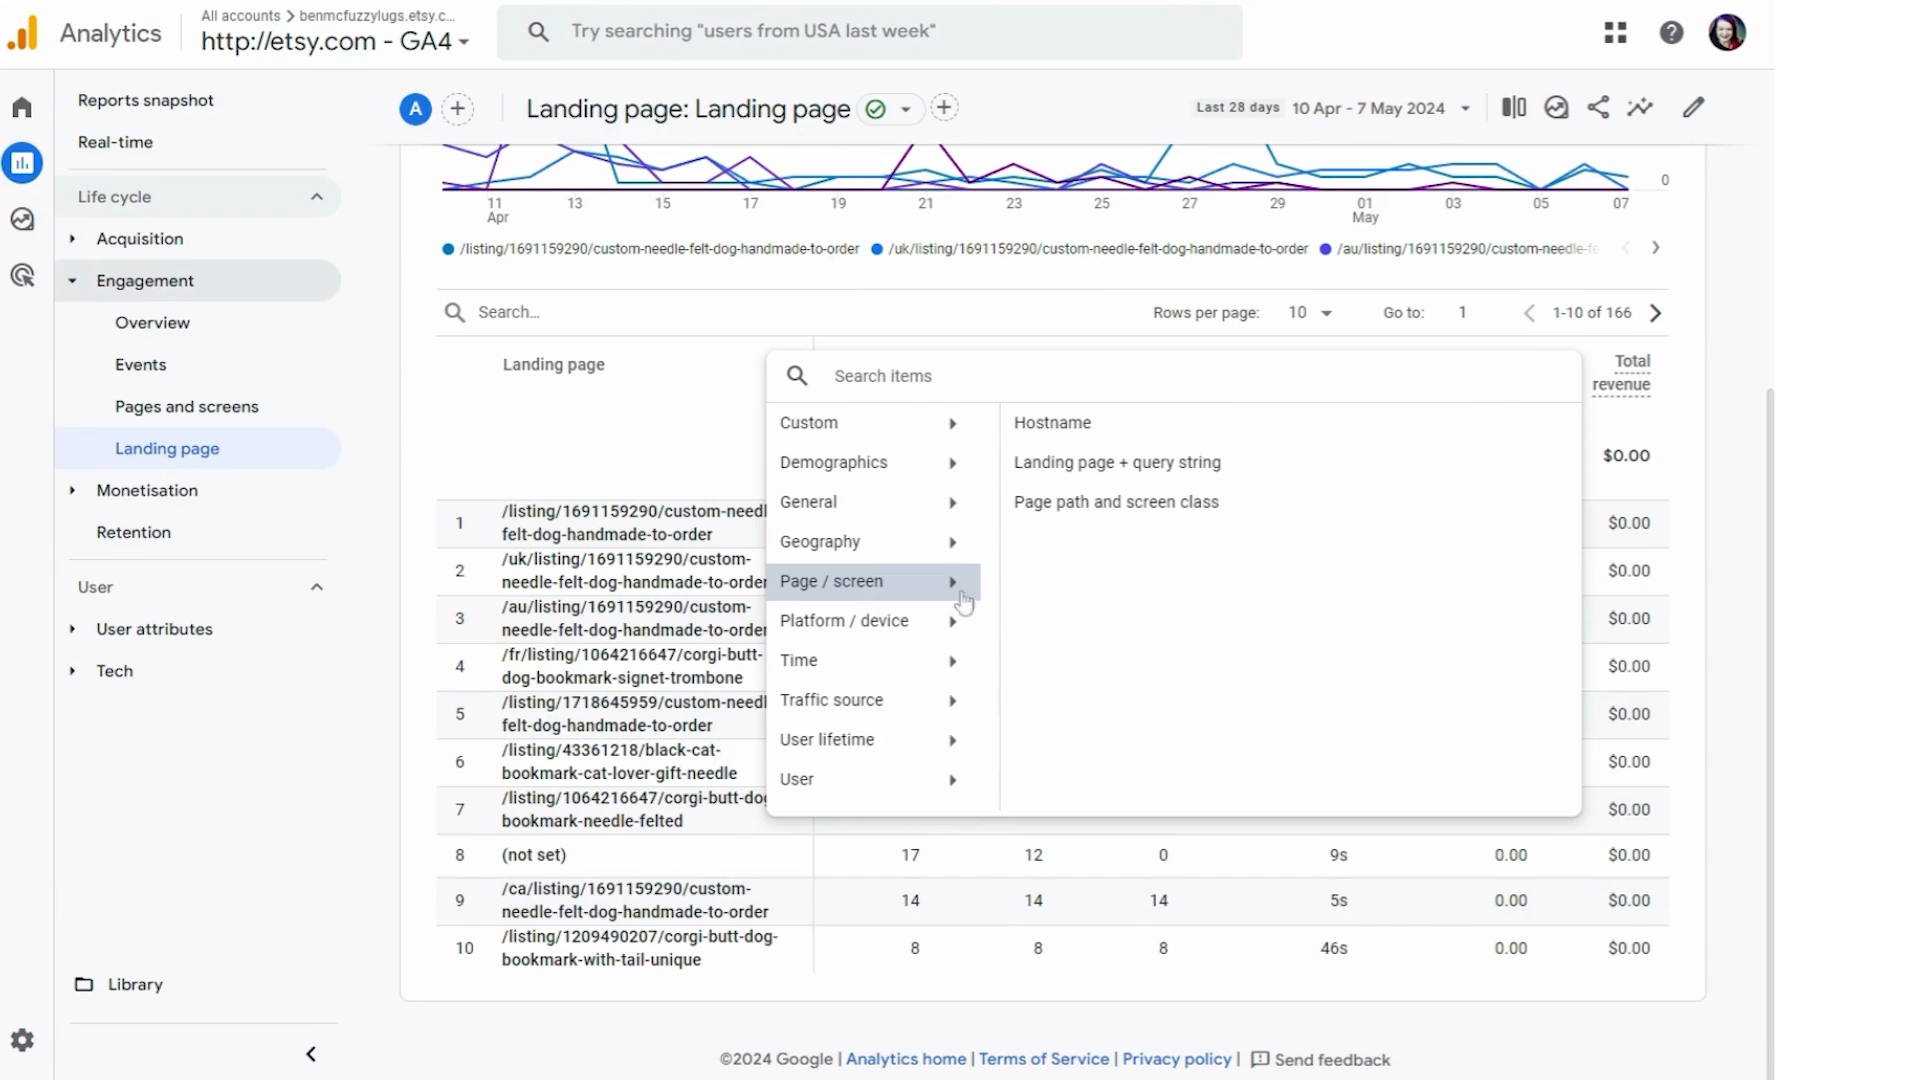 All accounts > benmcfuzzylugs.etsy.c...
Analytics
http://etsy.com - GA4
Try searching "users from USA last week"
Reports snapshot
Real-time
Life cycle
Acquisition
Engagement
Overview
Events
Pages and screens
Landing page
Monetisation
Retention
User
User attributes
Tech
Library
A
Landing page: Landing page
Last 28 days 10 Apr - 7 May 2024
0
11 13 15 17 19 21 23 25 27 29 01 03 05 07
Apr May
/listing/1691159290/custom-needle-felt-dog-handmade-to-order /uk/listing/1691159290/custom-needle-felt-dog-handmade-to-order /au/listing/1691159290/custom-needle-fe
Search...
Rows per page: 10 Go to: 1 1-10 of 166
Landing page
Total
revenue
$0.00
Search items
Custom
Demographics
General
Geography
Page / screen
Platform / device
Time
Traffic source
User lifetime
User
Hostname
Landing page + query string
Page path and screen class
1 /listing/1691159290/custom-needl $0.00
felt-dog-handmade-to-order
2 /uk/listing/1691159290/custom- $0.00
needle-felt-dog-handmade-to-order
3 /au/listing/1691159290/custom- $0.00
needle-felt-dog-handmade-to-order
4 /fr/listing/1064216647/corgi-butt- $0.00
dog-bookmark-signet-trombone
5 /listing/1718645959/custom-needl $0.00
felt-dog-handmade-to-order
6 /listing/43361218/black-cat- $0.00
bookmark-cat-lover-gift-needle
7 /listing/1064216647/corgi-butt-dog $0.00
bookmark-needle-felted
8 (not set) 17 12 0 9s 0.00 $0.00
9 /ca/listing/1691159290/custom- 14 14 14 5s 0.00 $0.00
needle-felt-dog-handmade-to-order
10 /listing/1209490207/corgi-butt-dog- 8 8 8 46s 0.00 $0.00
bookmark-with-tail-unique
©2024 Google | Analytics home | Terms of Service | Privacy policy | Send feedback